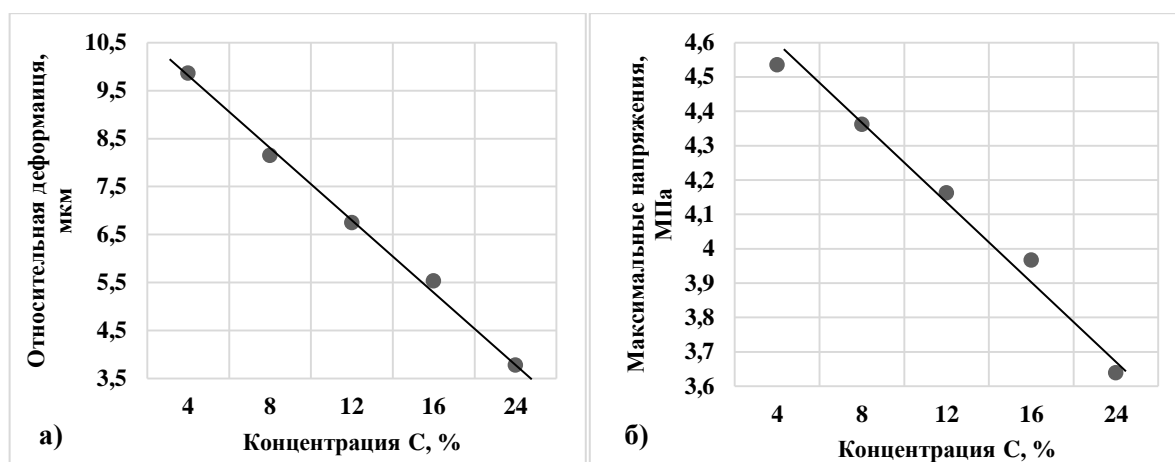 Относительная деформаиця,
мкм
10,5
9,5
8,5
7,5
6,5
5,5
4,5
3,5
4 8 12 16 24
а)
Концентрация С, %
Максимальные напряжения,
МПа
4,6
4,5
4,4
4,3
4,2
4,1
4
3,9
3,8
3,7
3,6
4 8 12 16 24
б)
Концентрация С, %